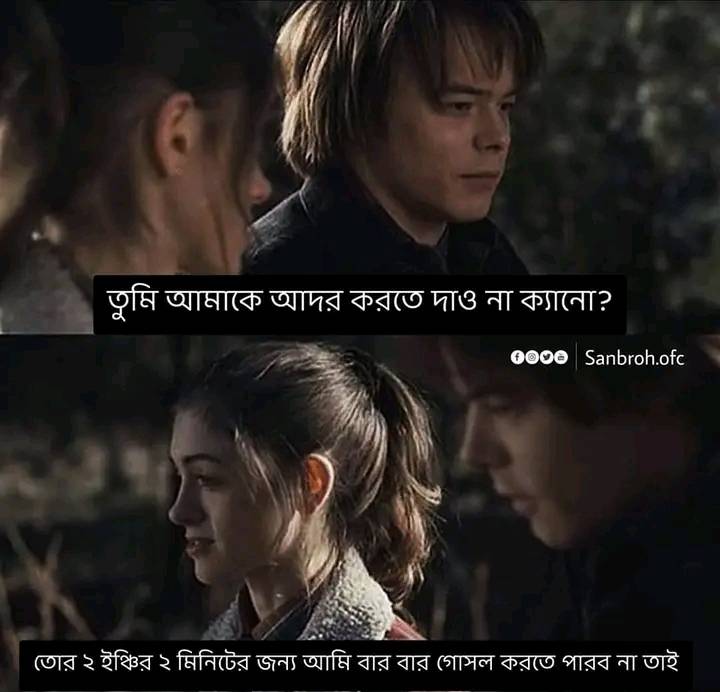 তুমি আমাকে আদর করতে দাও না ক্যানো?
Sanbroh.ofc
তোর ২ ইঞ্চির ২ মিনিটের জন্য আমি বার বার গোসল করতে পারব না তাই